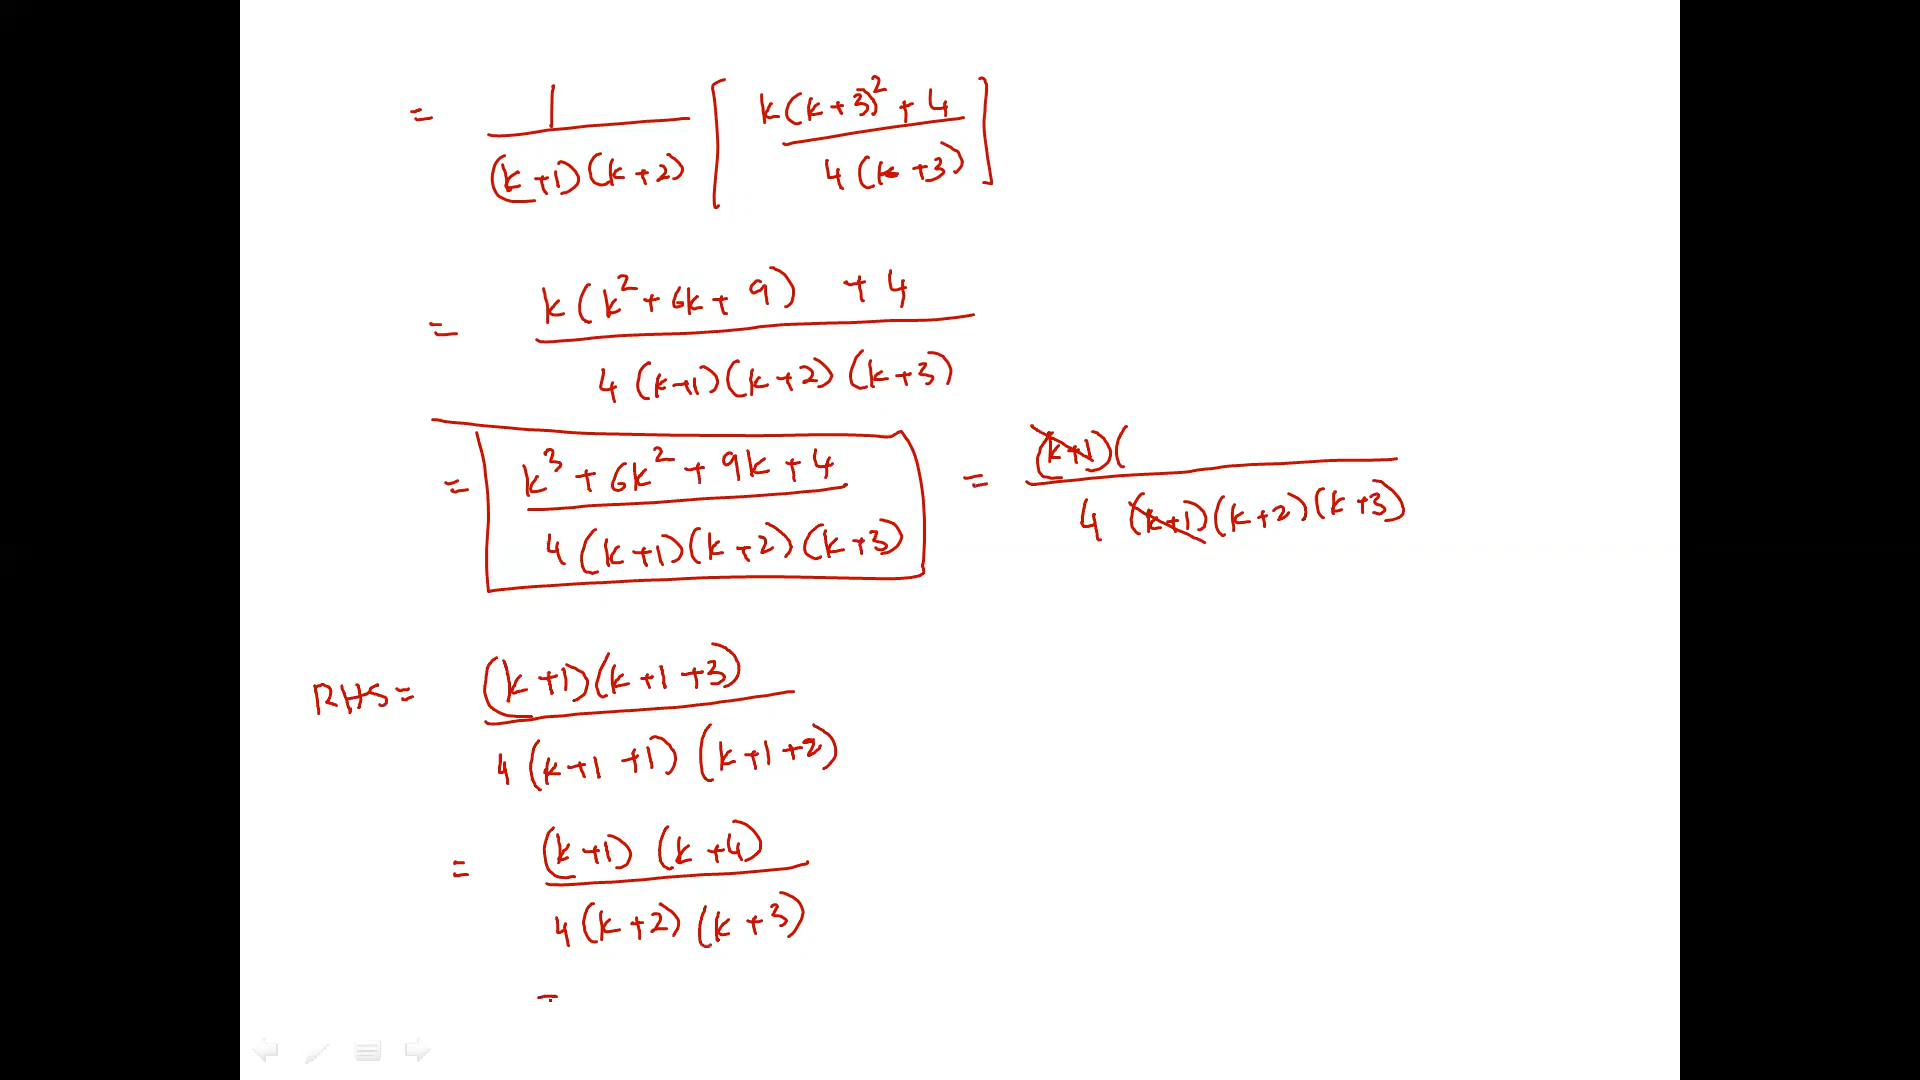 = 1/((k+1)(k+2)) [ (k(k+3)² + 4)/(4(k+3)) ]
= (k(k² + 6k + 9) + 4)/(4(k+1)(k+2)(k+3))
= (k³ + 6k² + 9k + 4)/(4(k+1)(k+2)(k+3)) = (k+1)( / 4(k+1)(k+2)(k+3)
RHS = (k+1)(k+1+3)/(4(k+1+1)(k+1+2))
= (k+1)(k+4)/(4(k+2)(k+3))
=